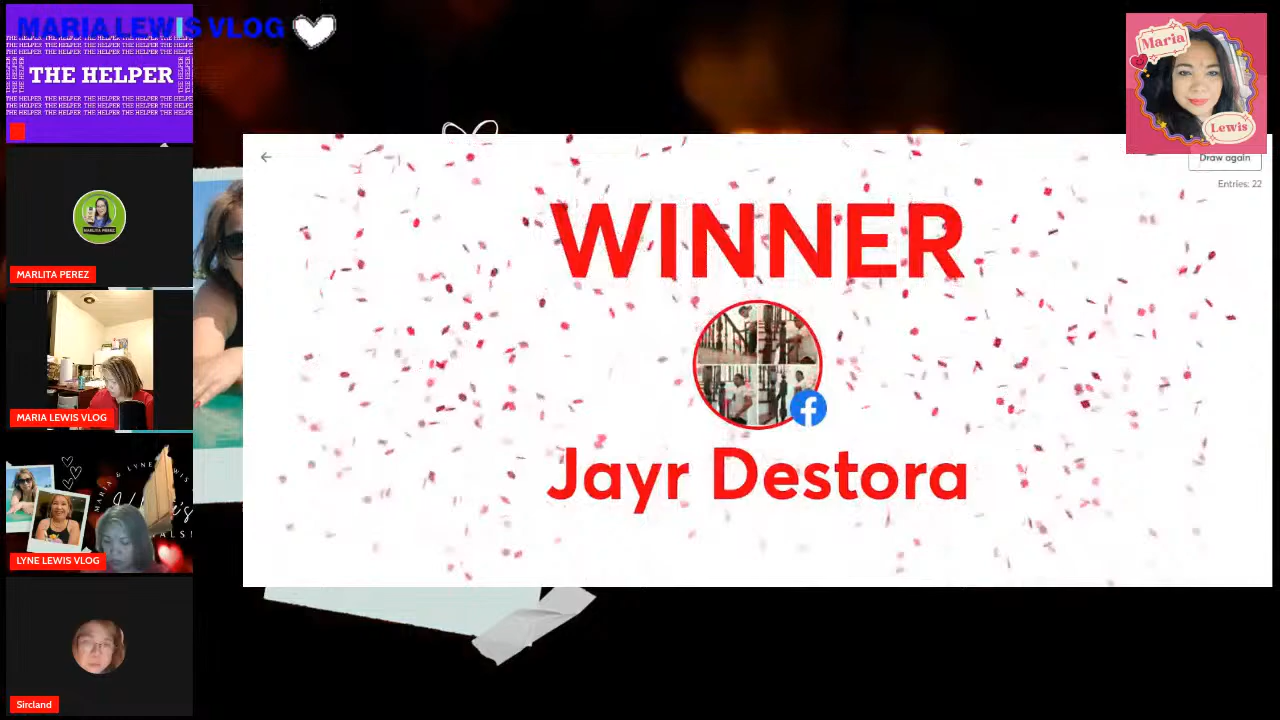 MARIA LEWIS VLOG
THE HELPER
MARLITA PEREZ
MARIA LEWIS VLOG
LYNE LEWIS VLOG
Sircland
Maria
Lewis
Draw again
Entries: 22
WINNER
Jayr Destora